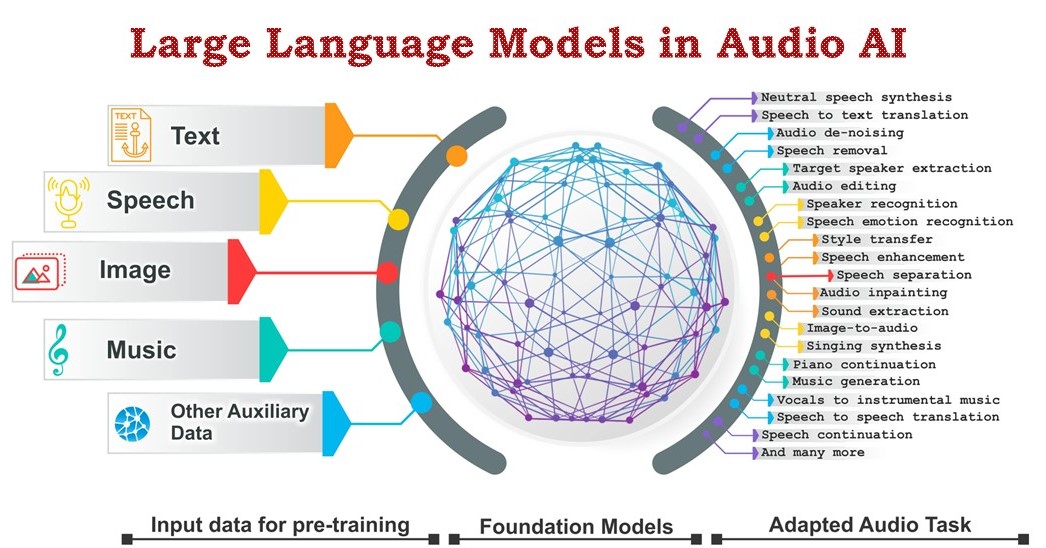 Large Language Models in Audio AI
TEXT
Text
Speech
Image
Music
Other Auxiliary
Data
Neutral speech synthesis
Speech to text translation
Audio de-noising
Speech removal
Target speaker extraction
Audio editing
Speaker recognition
Speech emotion recognition
Style transfer
Speech enhancement
Speech separation
Audio inpainting
Sound extraction
Image-to-audio
Singing synthesis
Piano continuation
Music generation
Vocals to instrumental music
Speech to speech translation
Speech continuation
And many more
Input data for pre-training
Foundation Models
Adapted Audio Task